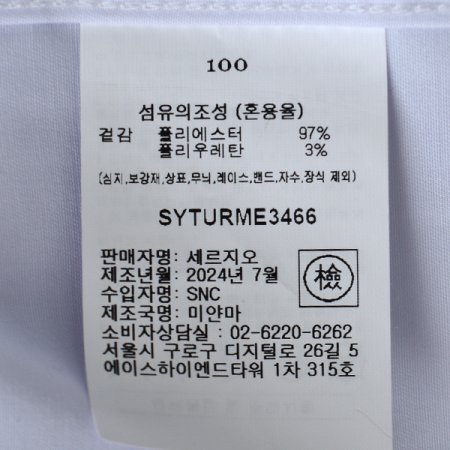 100
섬유의조성 (혼용율)
겉감 폴리에스터 97%
폴리우레탄 3%
(심지,보강재,상표,무늬,레이스,밴드,자수,장식 제외)
SYTURME3466
판매자명: 세르지오
제조년월: 2024년 7월
수입자명: SNC
제조국명: 미얀마
檢
소비자상담실 : 02-6220-6262
서울시 구로구 디지털로 26길 5
에이스하이엔드타워 1차 315호